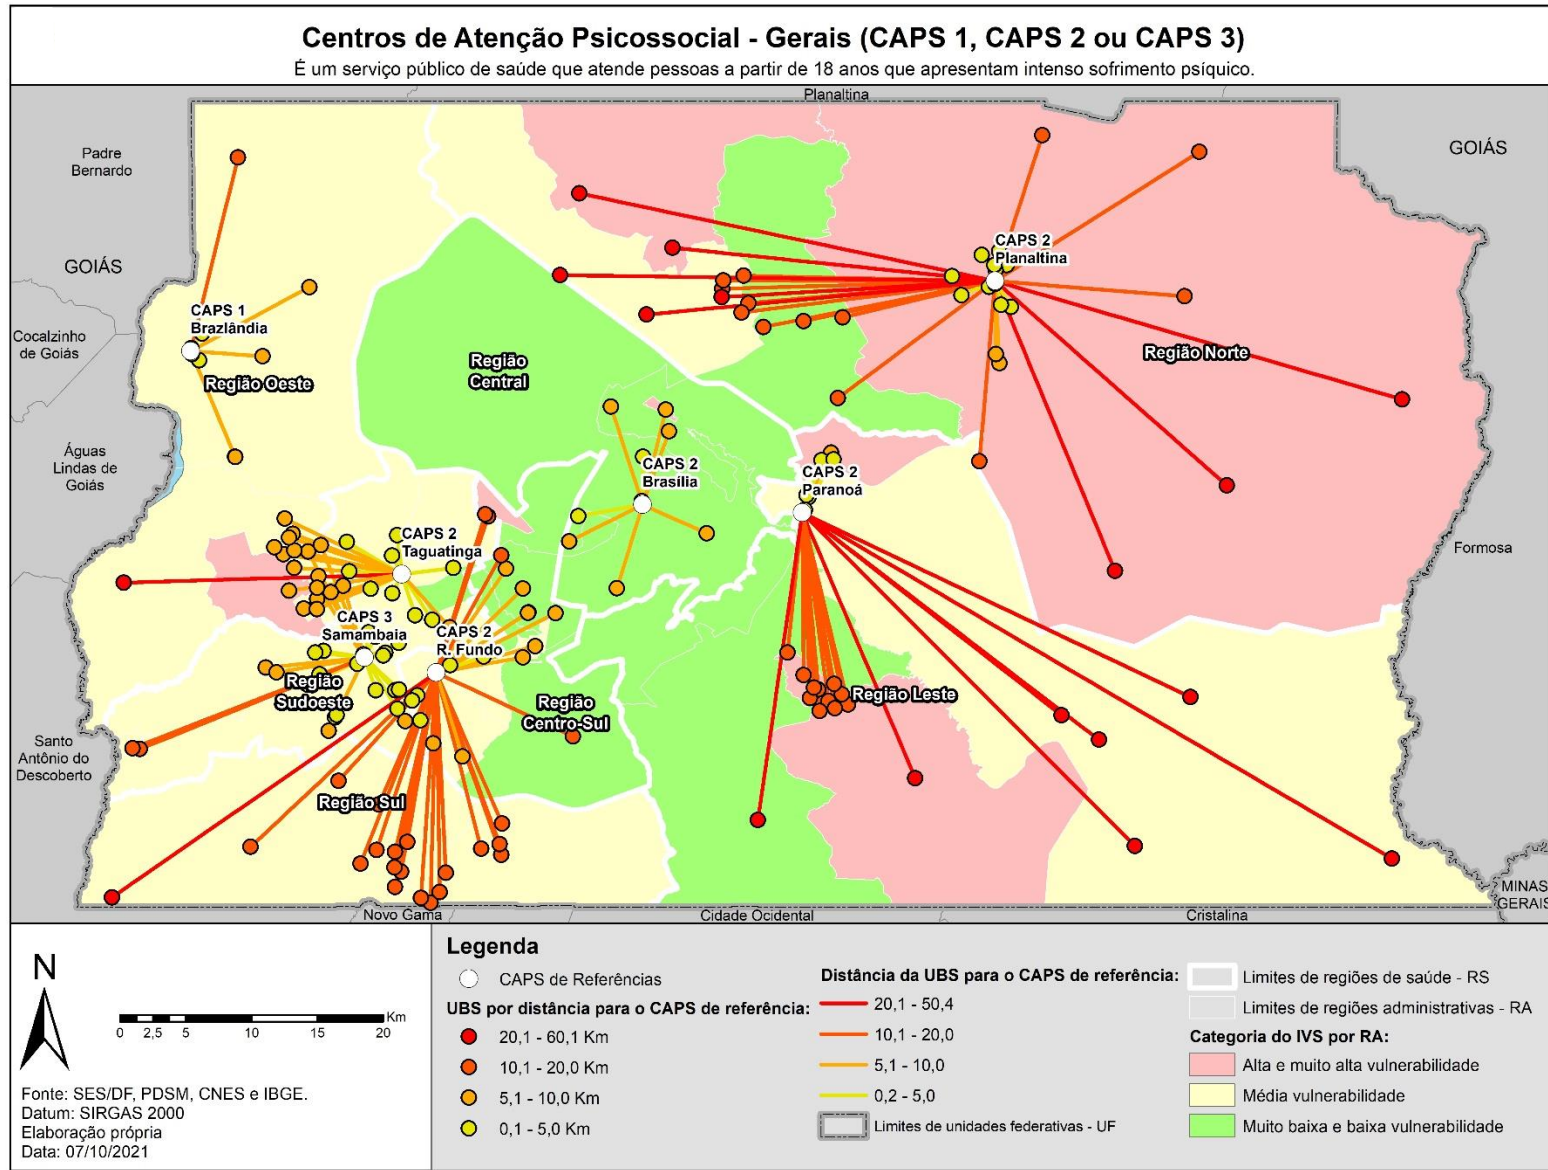 Centros de Atenção Psicossocial - Gerais (CAPS 1, CAPS 2 ou CAPS 3)
É um serviço público de saúde que atende pessoas a partir de 18 anos que apresentam intenso sofrimento psíquico.
Planaltina
Padre
Bernardo
GOIÁS
GOIÁS
CAPS 2
Planaltina
CAPS 1
Brazlândia
Cocalzinho
de Goiás
Região Oeste
Região
Central
Região Norte
Águas
Lindas de
Goiás
CAPS 2
Brasília
CAPS 2
Paranoá
CAPS 2
Taguatinga
Formosa
CAPS 3
Samambaia
CAPS 2
R. Fundo
Região
Sudoeste
Região
Centro-Sul
Região Leste
Santo
Antônio do
Descoberto
Região Sul
MINAS
GERAIS
Novo Gama
Cidade Ocidental
Cristalina
N
Km
0 2,5 5 10 15 20
Fonte: SES/DF, PDSM, CNES e IBGE.
Datum: SIRGAS 2000
Elaboração própria
Data: 07/10/2021
Legenda
CAPS de Referências
UBS por distância para o CAPS de referência:
20,1 - 60,1 Km
10,1 - 20,0 Km
5,1 - 10,0 Km
0,1 - 5,0 Km
Distância da UBS para o CAPS de referência:
20,1 - 50,4
10,1 - 20,0
5,1 - 10,0
0,2 - 5,0
Limites de unidades federativas - UF
Limites de regiões de saúde - RS
Limites de regiões administrativas - RA
Categoria do IVS por RA:
Alta e muito alta vulnerabilidade
Média vulnerabilidade
Muito baixa e baixa vulnerabilidade